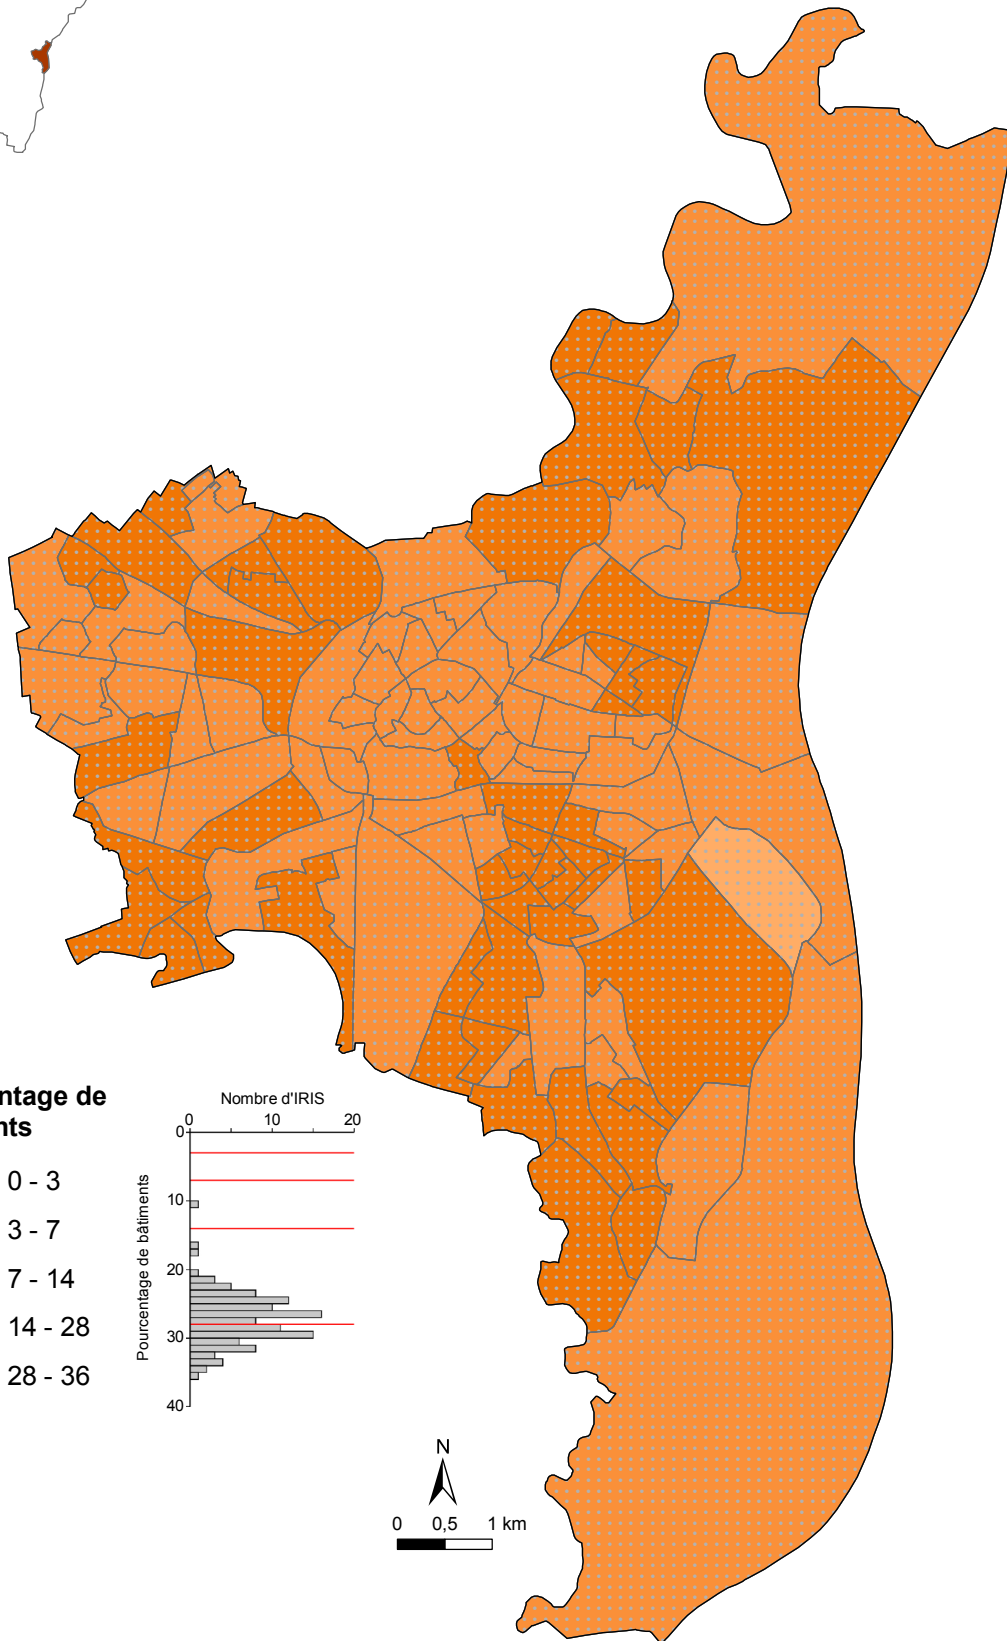 ntage de
nts
0 - 3
3 - 7
7 - 14
14 - 28
28 - 36
Nombre d'IRIS
0 10 20
0
10
20
30
40
Pourcentage de bâtiments
N
0 0,5 1 km